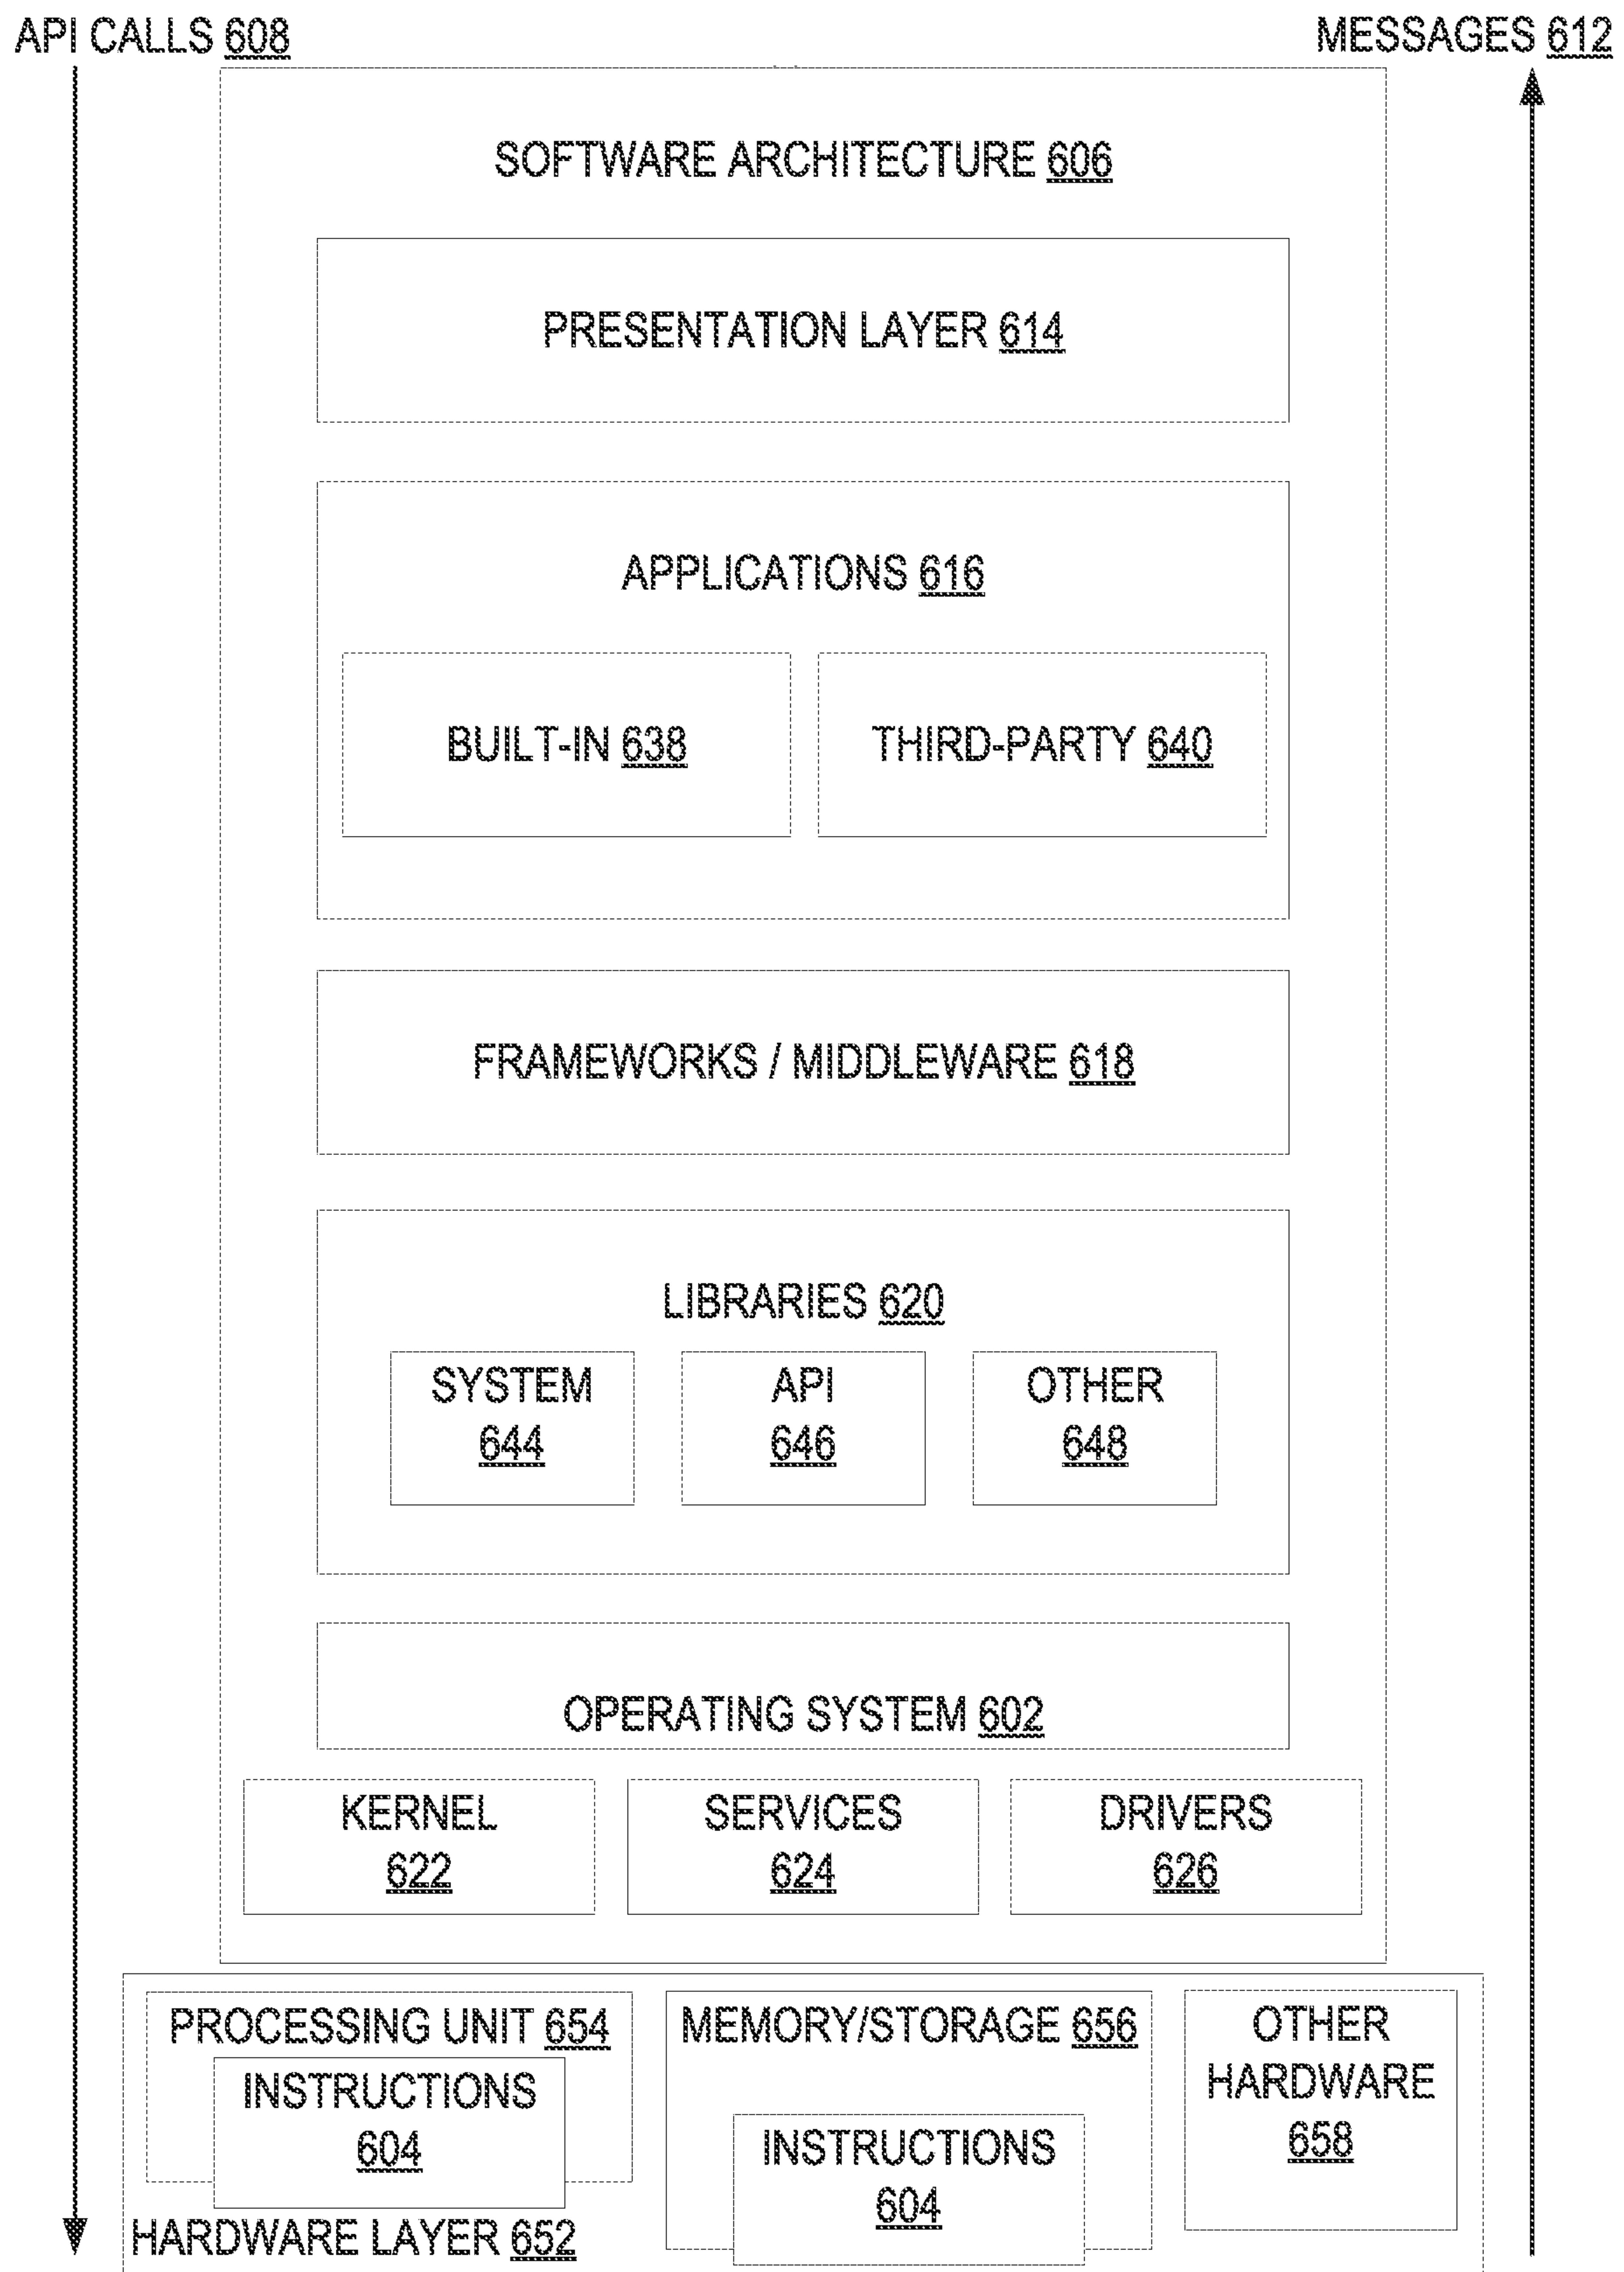 API CALLS 608
MESSAGES 612
SOFTWARE ARCHITECTURE 606
PRESENTATION LAYER 614
APPLICATIONS 616
BUILT-IN 638
THIRD-PARTY 640
FRAMEWORKS / MIDDLEWARE 618
LIBRARIES 620
SYSTEM
644
API
646
OTHER
648
OPERATING SYSTEM 602
KERNEL
622
SERVICES
624
DRIVERS
626
PROCESSING UNIT 654
INSTRUCTIONS
604
MEMORY/STORAGE 656
INSTRUCTIONS
604
OTHER
HARDWARE
658
HARDWARE LAYER 652